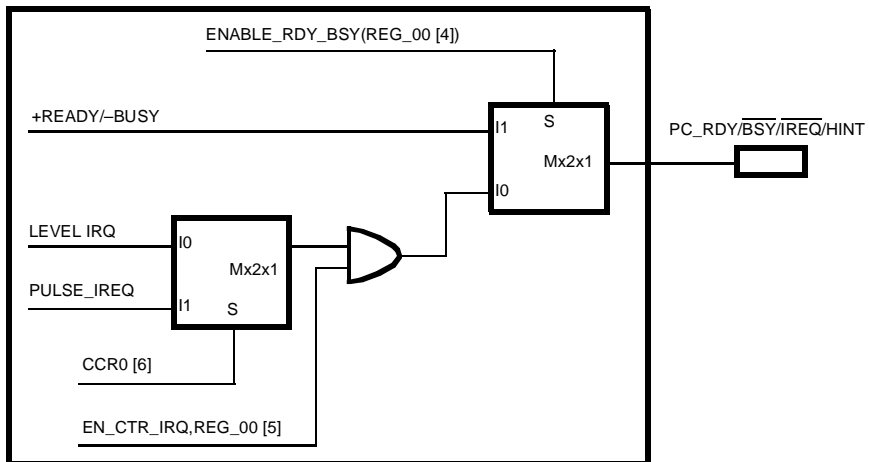 ENABLE_RDY_BSY(REG_00 [4])
+READY/–BUSY
I1
S
PC_RDY/BSY/IREQ/HINT
Mx2x1
I0
LEVEL IRQ
I0
Mx2x1
PULSE_IREQ
I1
S
CCR0 [6]
EN_CTR_IRQ,REG_00 [5]